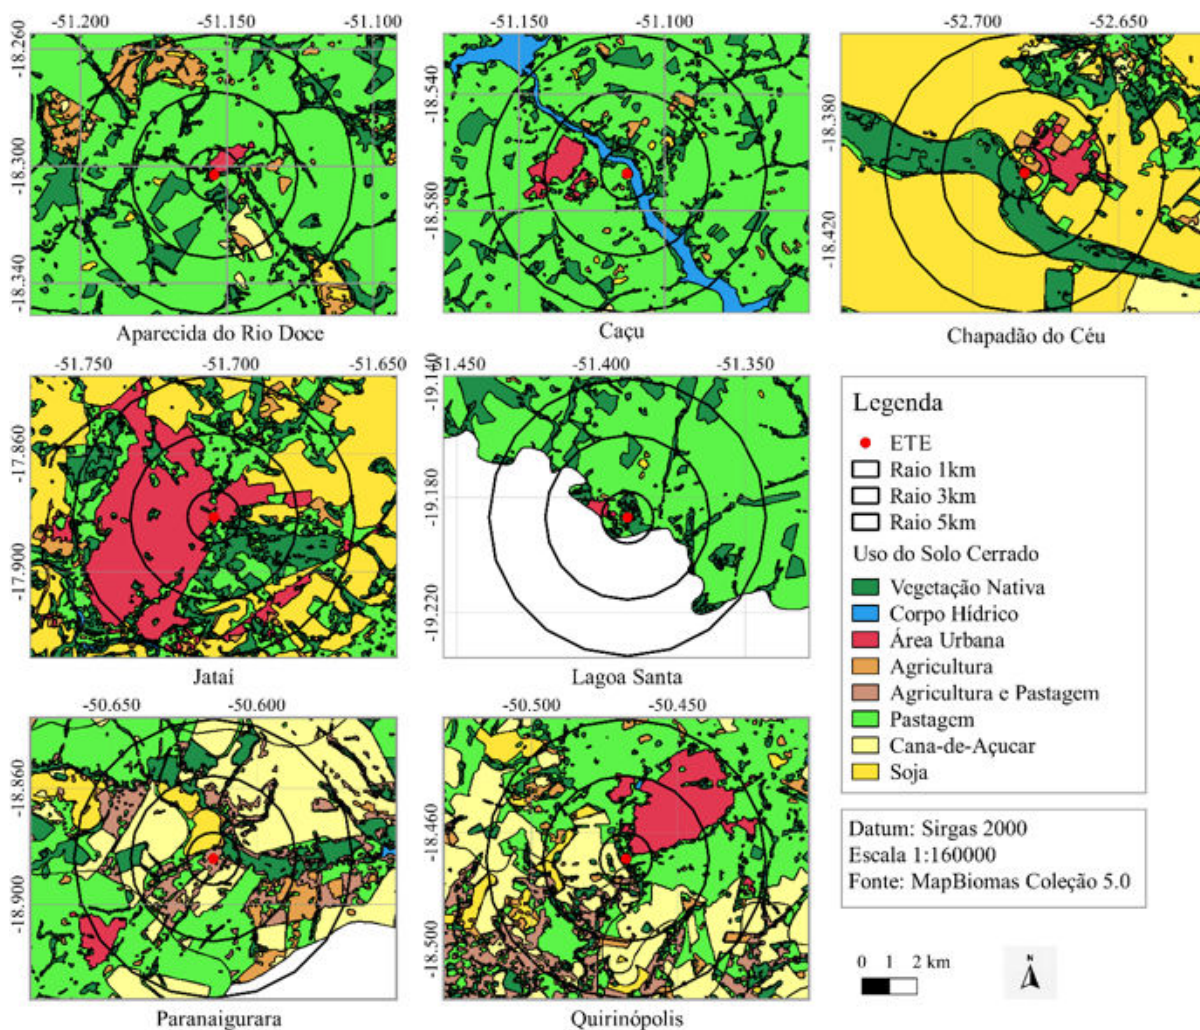 -51.200 -51.150 -51.100
-51.150 -51.100
-52.700 -52.650
-18.260
-18.300
-18.340
-18.540
-18.580
-18.380
-18.420
Aparecida do Rio Doce
Caçu
Chapadão do Céu
-51.750 -51.700 -51.650
-51.450 -51.400 -51.350
-17.860
-17.900
-19.140
-19.180
-19.220
Jataí
Lagoa Santa
-50.650 -50.600
-50.500 -50.450
-18.860
-18.900
-18.460
-18.500
Paranaigurara
Quirinópolis
Legenda
ETE
Raio 1km
Raio 3km
Raio 5km
Uso do Solo Cerrado
Vegetação Nativa
Corpo Hídrico
Área Urbana
Agricultura
Agricultura e Pastagem
Pastagem
Cana-de-Açucar
Soja
Datum: Sirgas 2000
Escala 1:160000
Fonte: MapBiomas Coleção 5.0
0 1 2 km
N